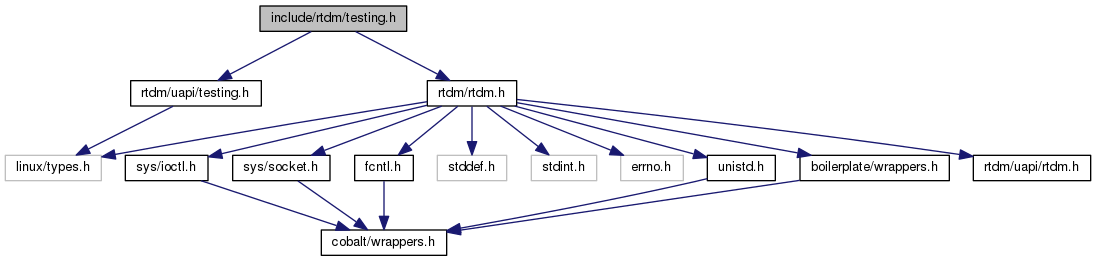 include/rtdm/testing.h
rtdm/uapi/testing.h
rtdm/rtdm.h
linux/types.h
sys/ioctl.h
sys/socket.h
fcntl.h
stddef.h
stdint.h
errno.h
unistd.h
boilerplate/wrappers.h
rtdm/uapi/rtdm.h
cobalt/wrappers.h